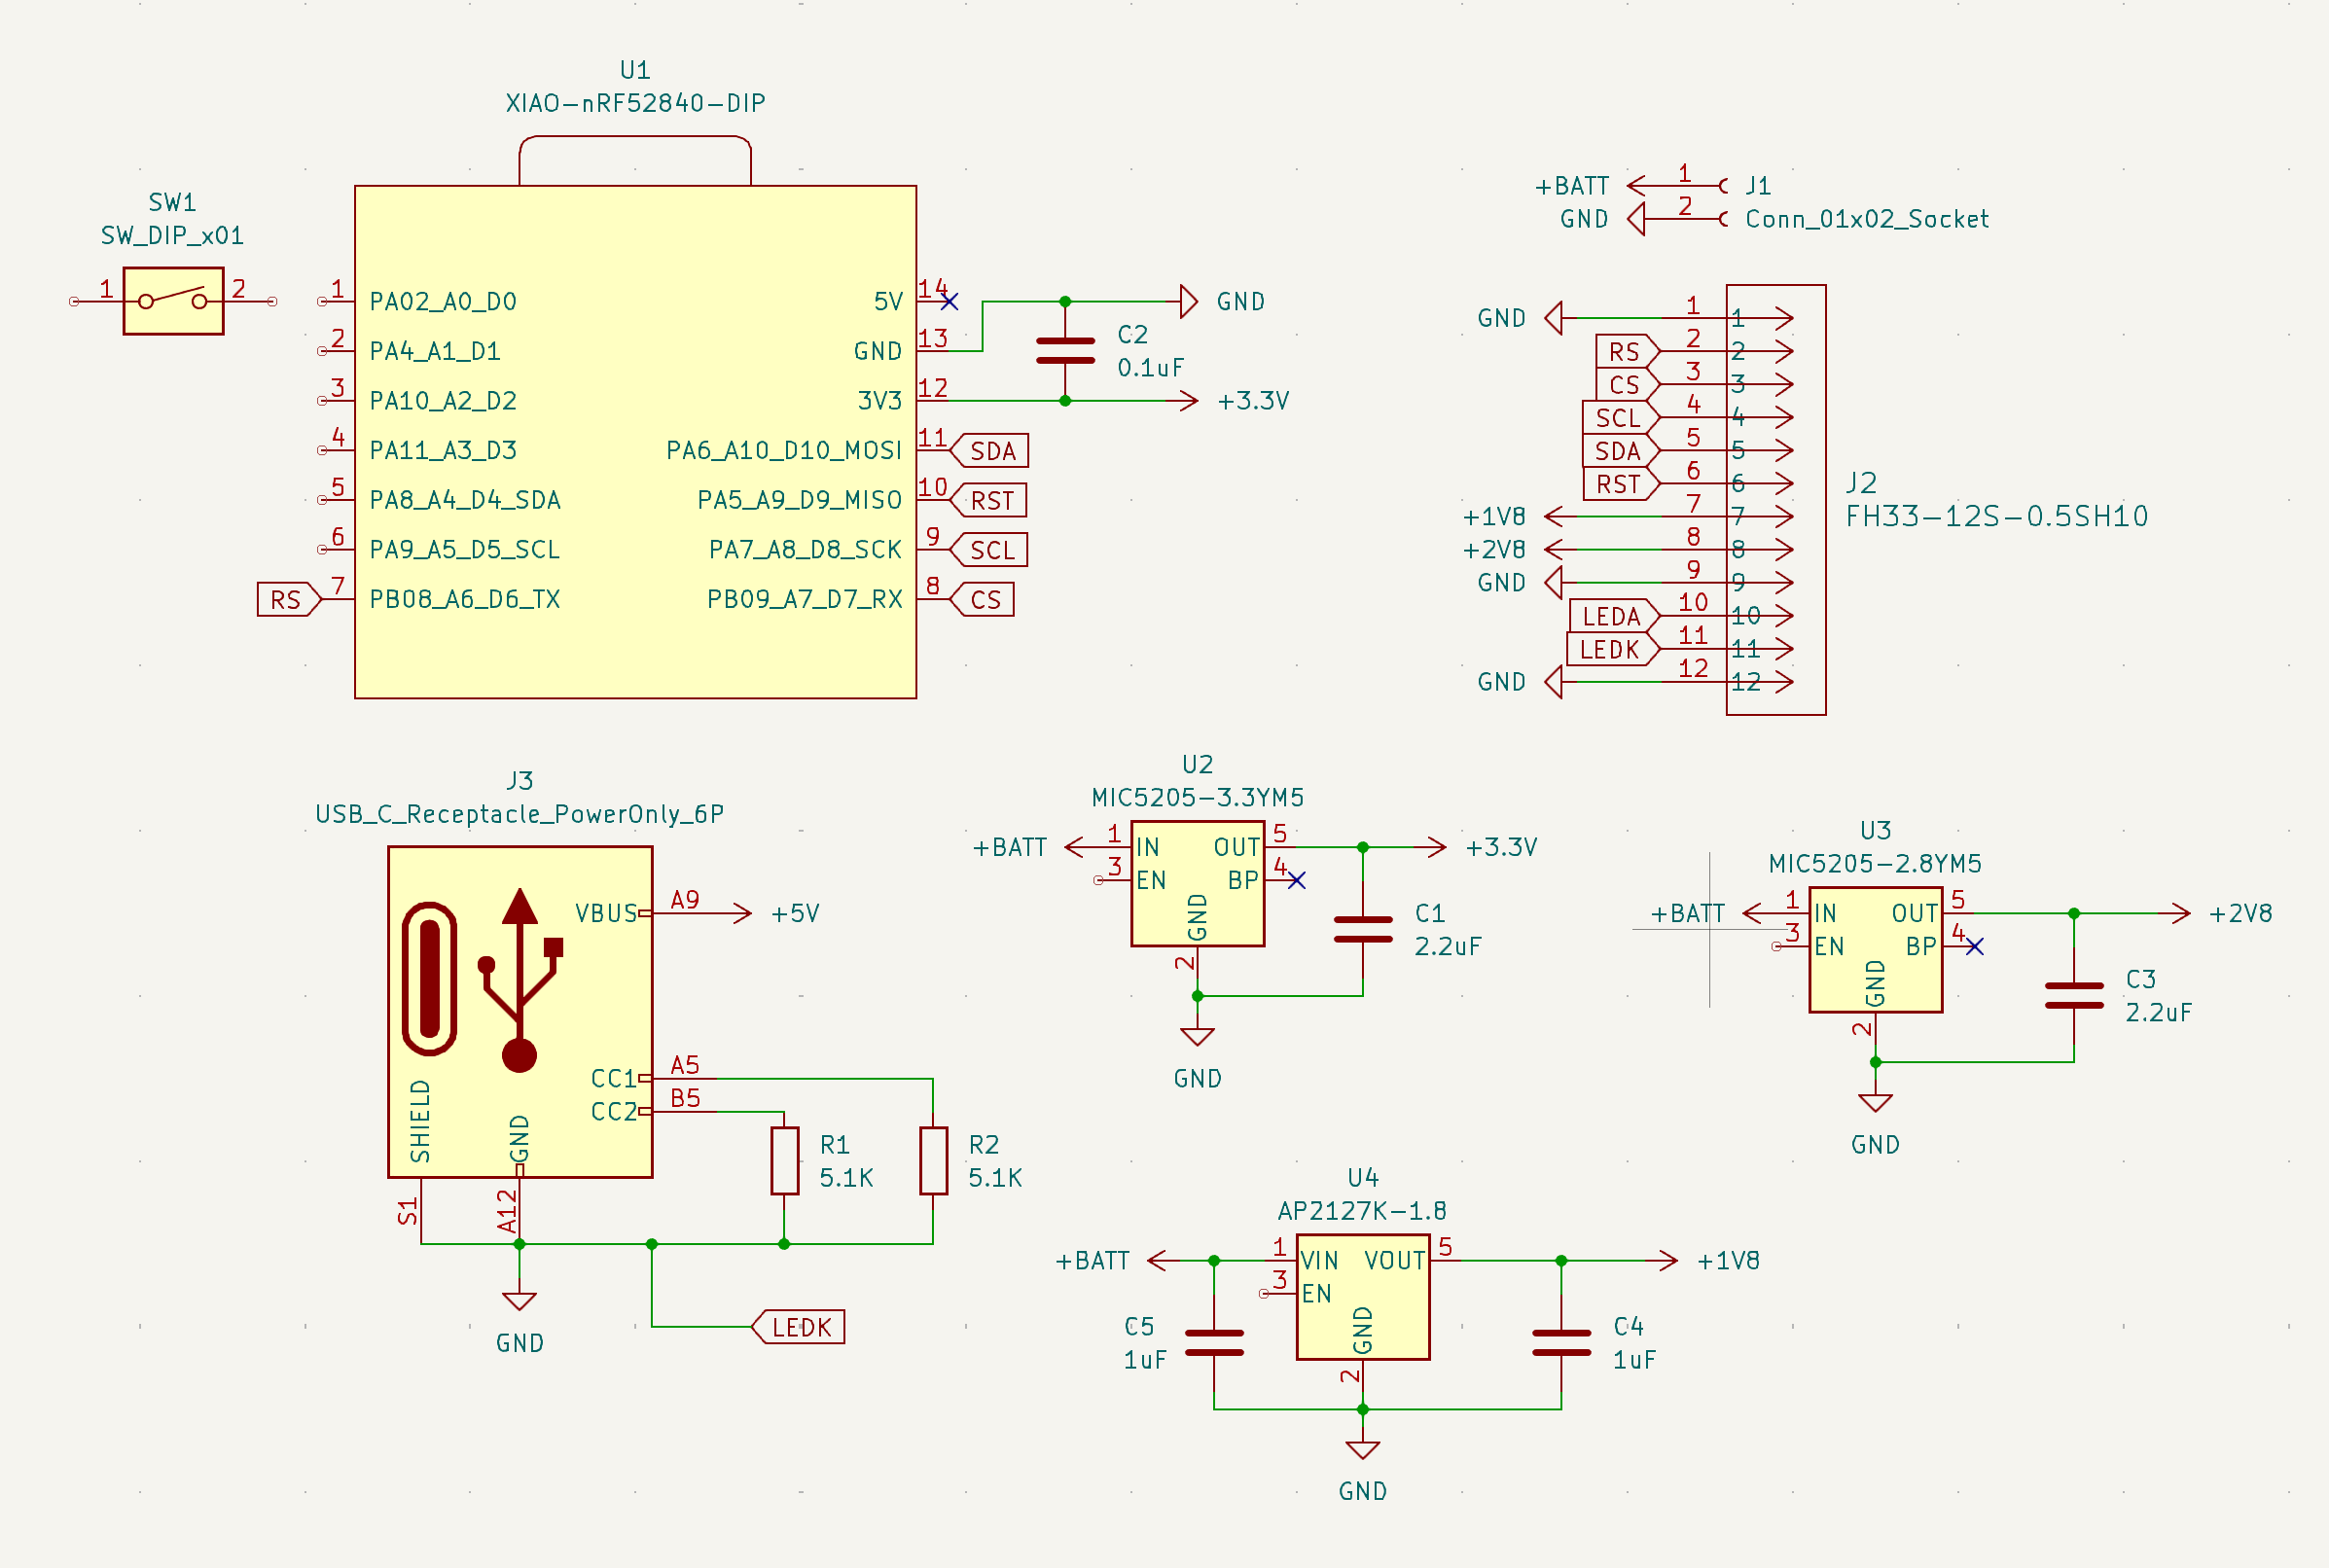 U1
XIAO-nRF52840-DIP
SW1
SW_DIP_x01
1
2
1 PA02_A0_D0
2 PA4_A1_D1
3 PA10_A2_D2
4 PA11_A3_D3
5 PA8_A4_D4_SDA
6 PA9_A5_D5_SCL
RS 7 PB08_A6_D6_TX
5V 14
GND 13
3V3 12
PA6_A10_D10_MOSI 11 SDA
PA5_A9_D9_MISO 10 RST
PA7_A8_D8_SCK 9 SCL
PB09_A7_D7_RX 8 CS
GND
C2
0.1uF
+3.3V
+BATT 1 J1
GND 2 Conn_01x02_Socket
GND 1 1
RS 2 2
CS 3 3
SCL 4 4
SDA 5 5
RST 6 6
+1V8 7 7
+2V8 8 8
GND 9 9
LEDA 10 10
LEDK 11 11
GND 12 12
J2
FH33-12S-0.5SH10
J3
USB_C_Receptacle_PowerOnly_6P
VBUS A9 +5V
CC1 A5
CC2 B5
SHIELD
GND
S1
A12
R1
5.1K
R2
5.1K
GND
LEDK
U2
MIC5205-3.3YM5
+BATT 1 IN OUT 5 +3.3V
3 EN BP 4
GND
2
C1
2.2uF
GND
U3
MIC5205-2.8YM5
+BATT 1 IN OUT 5 +2V8
3 EN BP 4
GND
2
C3
2.2uF
GND
U4
AP2127K-1.8
+BATT 1 VIN VOUT 5 +1V8
3 EN
GND
2
C5
1uF
C4
1uF
GND